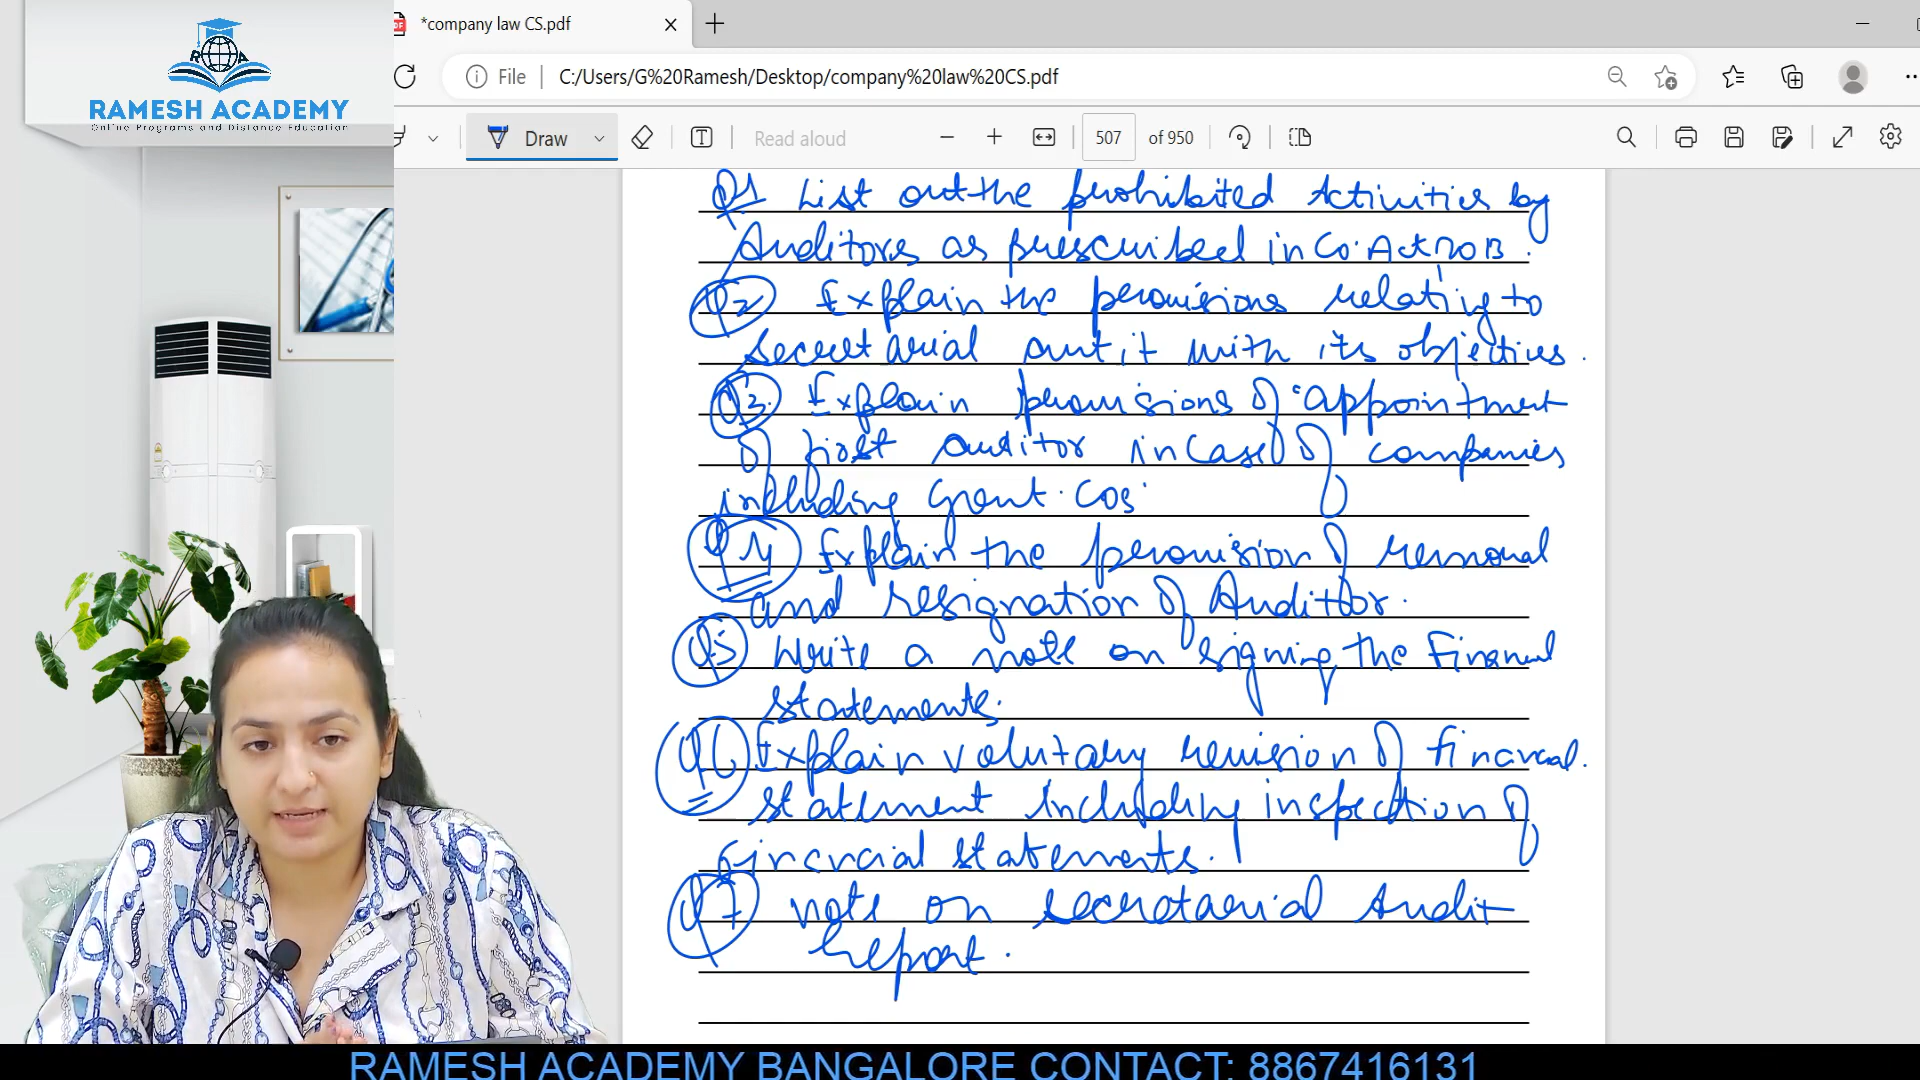 *company law CS.pdf
RAMESH ACADEMY
Online Programs and Distance Education
File C:/Users/G%20Ramesh/Desktop/company%20law%20CS.pdf
Draw Read aloud 507 of 950
Q1 List out the prohibited Activities by
Auditors as prescribed in Co. Act 2013.
Q2 Explain the provisions relating to
secretarial audit with its objectives.
Q3. Explain provisions of appointment
of first auditor in case of companies
including Govt. Cos
Q4 Explain the provision of removal
and resignation of Auditor.
Q5 Write a note on signing the Financial
statements.
Q6 Explain voluntary revision of financial.
statement including inspection of
financial statements.
Q7 note on secretarial Audit
report.
RAMESH ACADEMY BANGALORE CONTACT: 8867416131